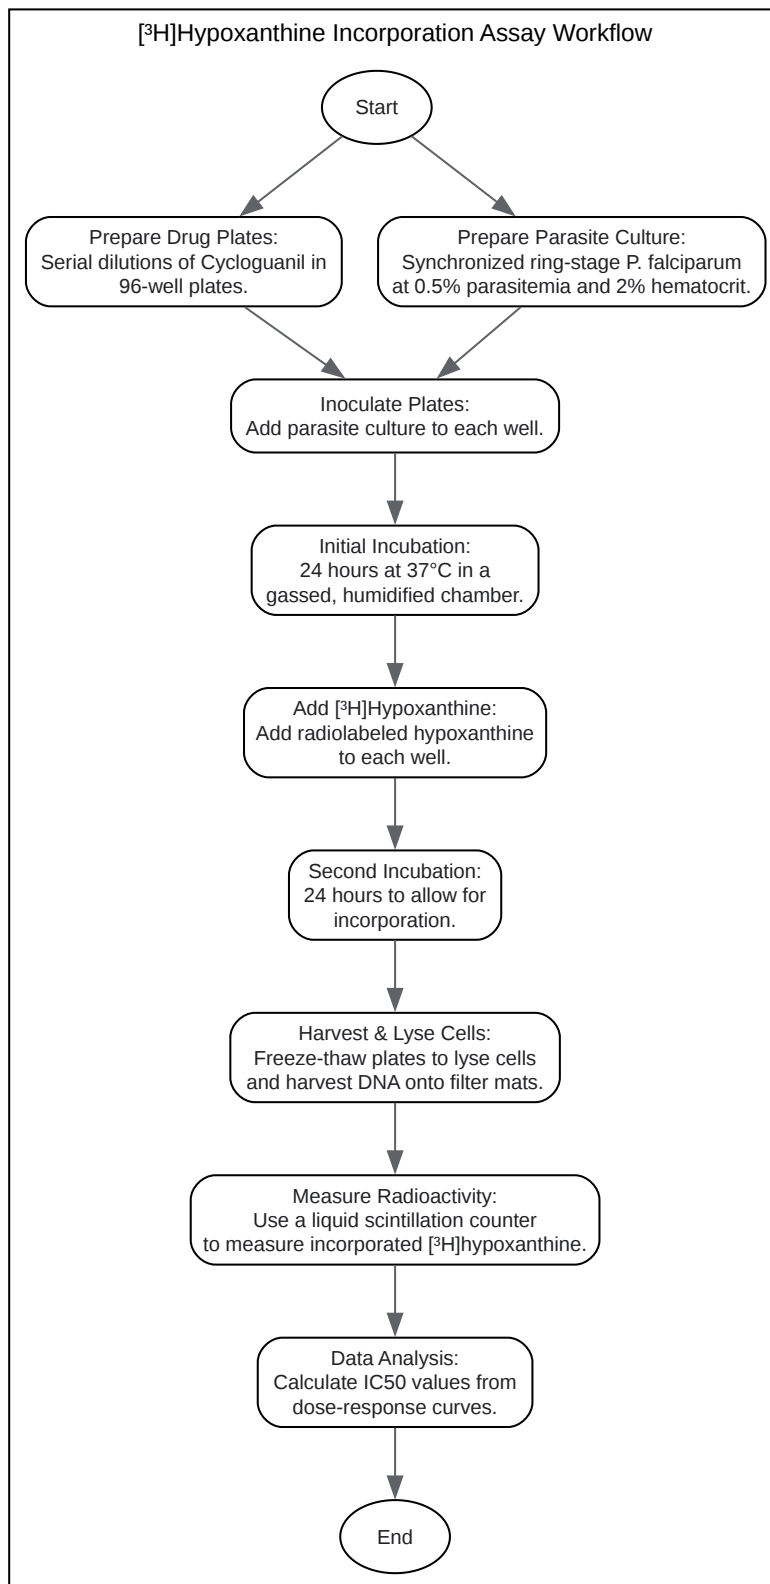 [³H]Hypoxanthine Incorporation Assay Workflow
Start
Prepare Drug Plates:
Serial dilutions of Cycloguanil in
96-well plates.
Prepare Parasite Culture:
Synchronized ring-stage P. falciparum
at 0.5% parasitemia and 2% hematocrit.
Inoculate Plates:
Add parasite culture to each well.
Initial Incubation:
24 hours at 37°C in a
gassed, humidified chamber.
Add [³H]Hypoxanthine:
Add radiolabeled hypoxanthine
to each well.
Second Incubation:
24 hours to allow for
incorporation.
Harvest & Lyse Cells:
Freeze-thaw plates to lyse cells
and harvest DNA onto filter mats.
Measure Radioactivity:
Use a liquid scintillation counter
to measure incorporated [³H]hypoxanthine.
Data Analysis:
Calculate IC50 values from
dose-response curves.
End